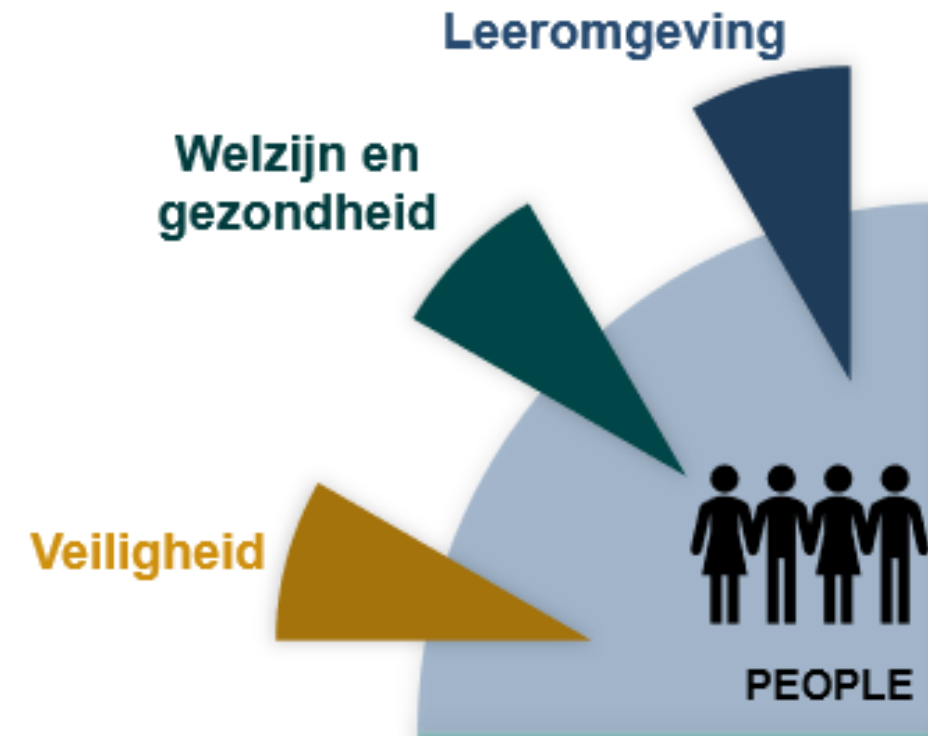 Leeromgeving
Welzijn en
gezondheid
Veiligheid
PEOPLE